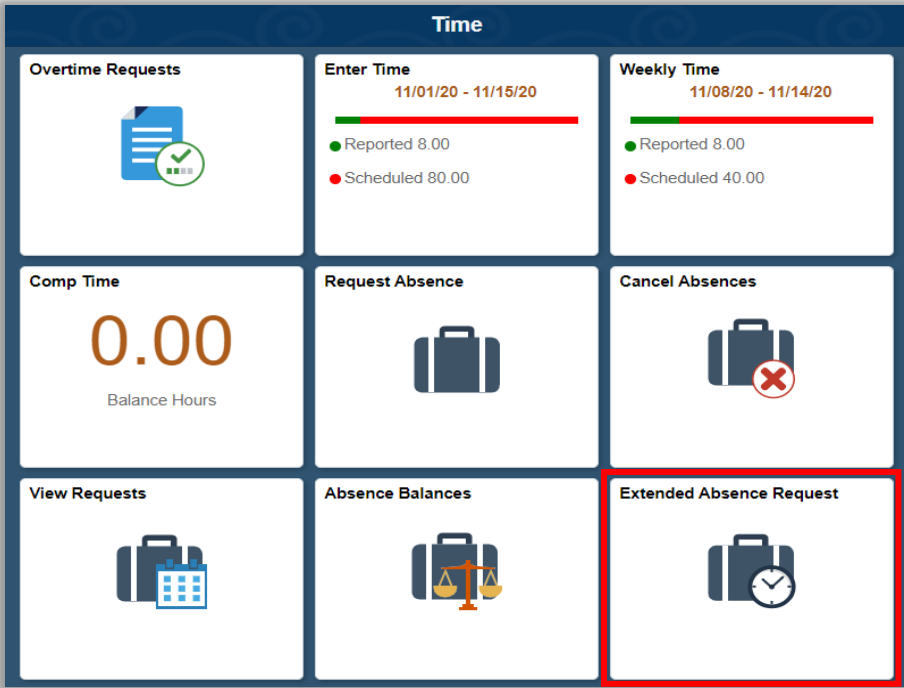 Time
Overtime Requests
Enter Time
11/01/20 - 11/15/20
Reported 8.00
Scheduled 80.00
Weekly Time
11/08/20 - 11/14/20
Reported 8.00
Scheduled 40.00
Comp Time
0.00
Balance Hours
Request Absence
Cancel Absences
View Requests
Absence Balances
Extended Absence Request